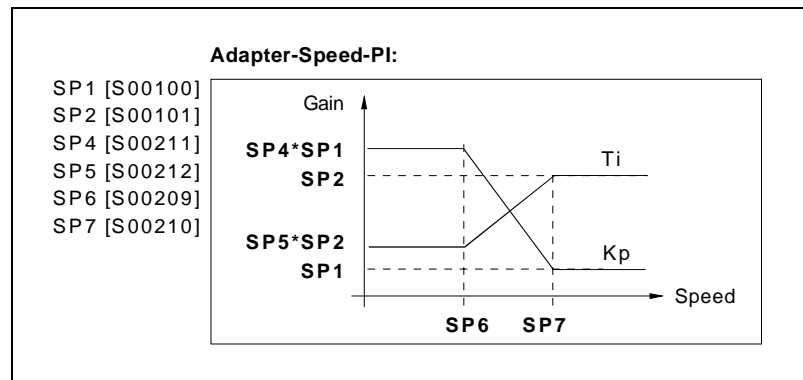 Adapter-Speed-PI:
SP1 [S00100]
SP2 [S00101]
SP4 [S00211]
SP5 [S00212]
SP6 [S00209]
SP7 [S00210]
Gain
SP4*SP1
Ti
SP2
SP5*SP2
Kp
SP1
Speed
SP6 SP7